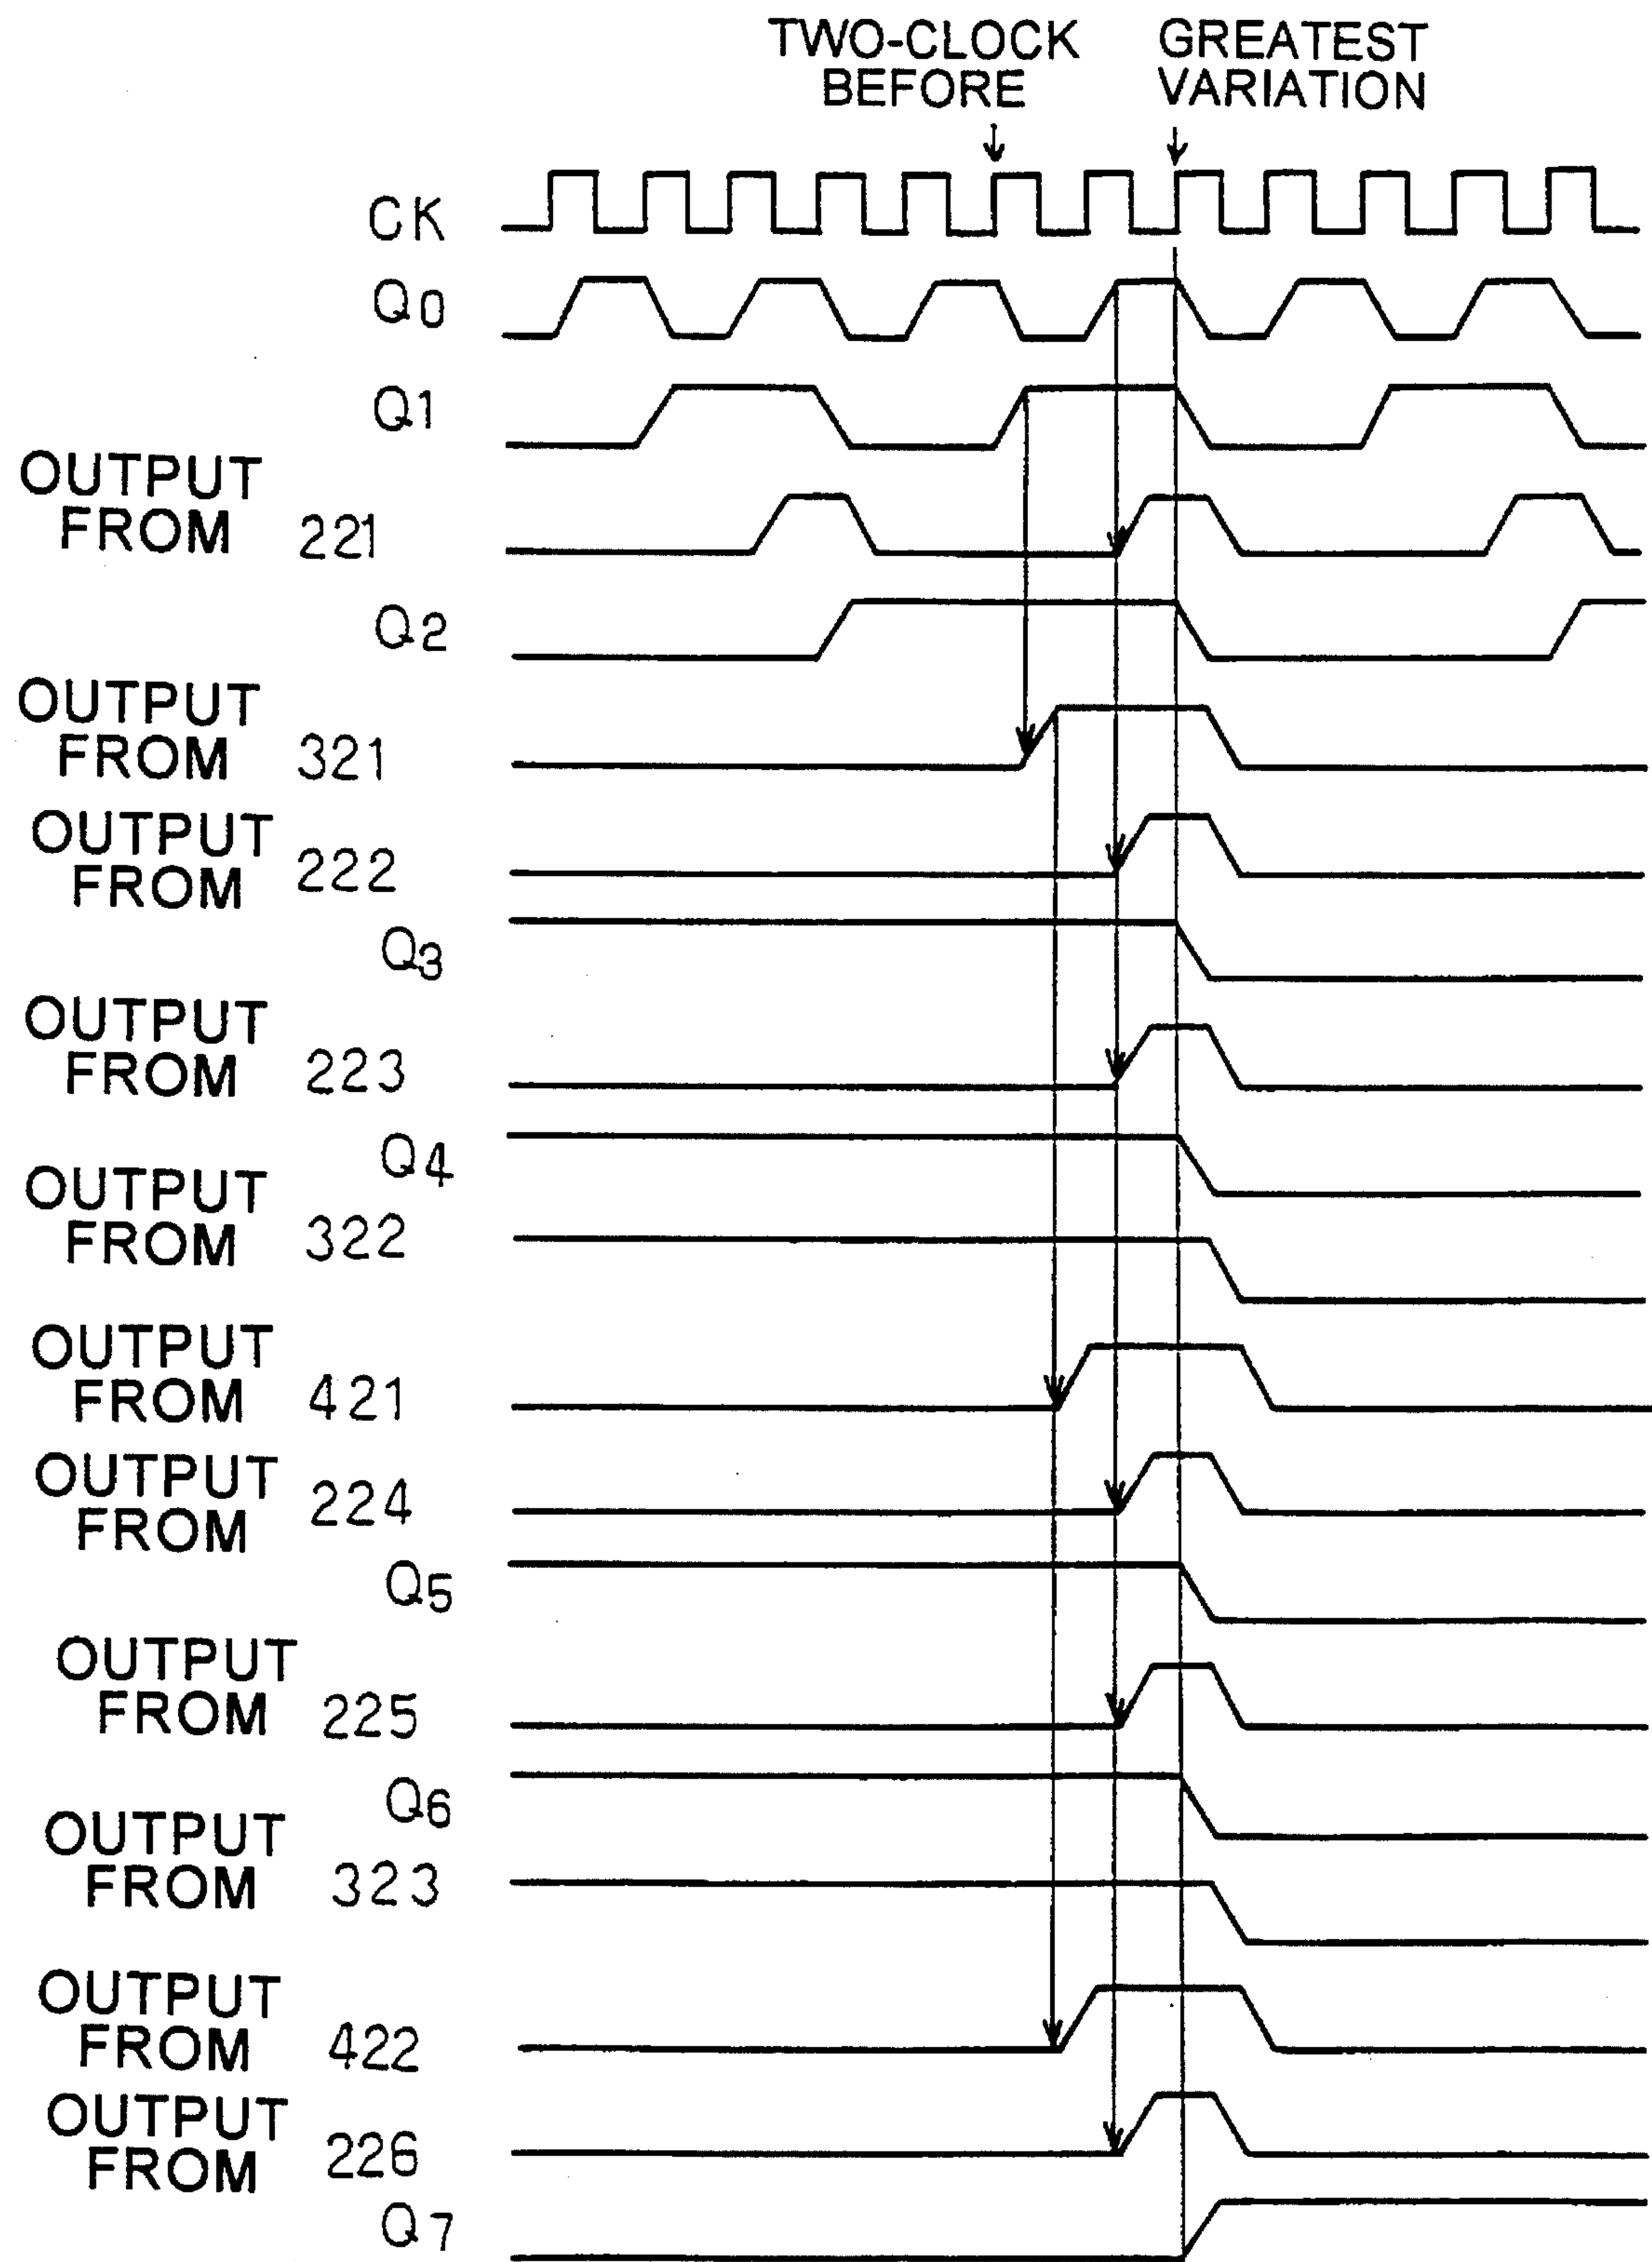 TWO-CLOCK
BEFORE
GREATEST
VARIATION
CK
Q0
Q1
OUTPUT
FROM 221
Q2
OUTPUT
FROM 321
OUTPUT
FROM 222
Q3
OUTPUT
FROM 223
Q4
OUTPUT
FROM 322
OUTPUT
FROM 421
OUTPUT
FROM 224
Q5
OUTPUT
FROM 225
Q6
OUTPUT
FROM 323
OUTPUT
FROM 422
OUTPUT
FROM 226
Q7